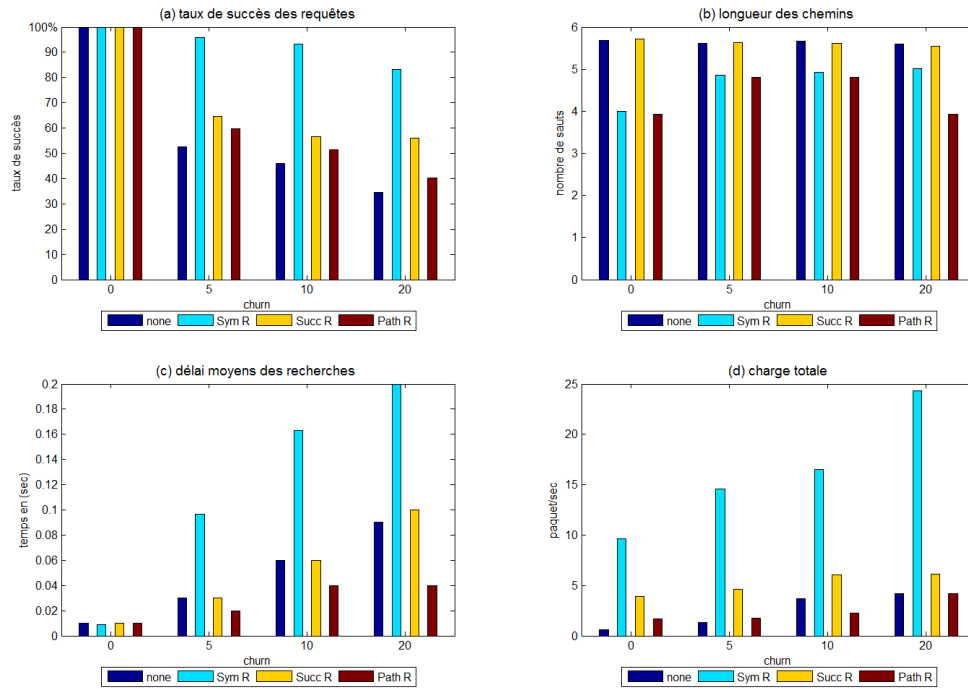 (a) taux de succès des requêtes
100%
90
80
70
60
50
40
30
20
10
0
taux de succès
0 5 10 20
churn
none Sym R Succ R Path R
(b) longueur des chemins
6
5
4
3
2
1
0
nombre de sauts
0 5 10 20
churn
none Sym R Succ R Path R
(c) délai moyens des recherches
0.2
0.18
0.16
0.14
0.12
0.1
0.08
0.06
0.04
0.02
0
temps en (sec)
0 5 10 20
churn
none Sym R Succ R Path R
(d) charge totale
25
20
15
10
5
0
paquet/sec
0 5 10 20
churn
none Sym R Succ R Path R